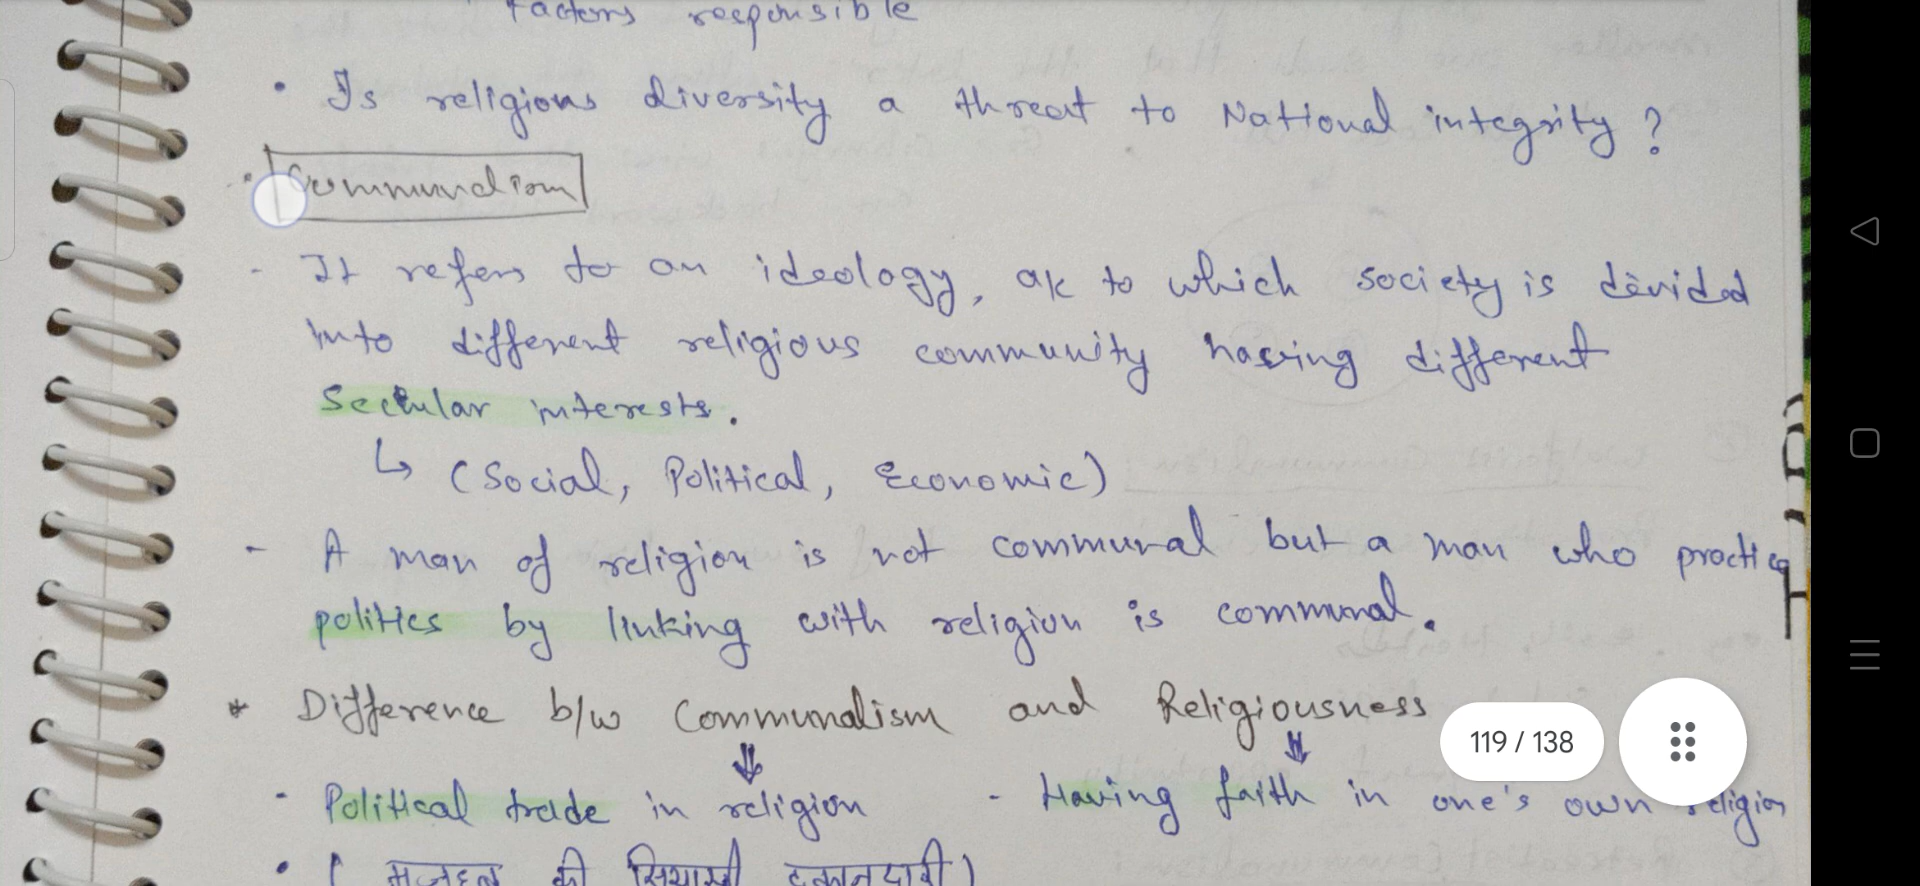 factors responsible
• Is religious diversity a threat to National integrity ?
• Communalism
- It refers to an ideology, ak to which society is divided
into different religious community having different
Secular interests.
↳ (Social, Political, Economic)
- A man of religion is not communal but a man who practice
politics by linking with religion is communal.
* Difference b/w Communalism and Religiousness
- Political trade in religion - Having faith in one's own religion
• ( मजहब की सियासी दुकानदारी )
119 / 138